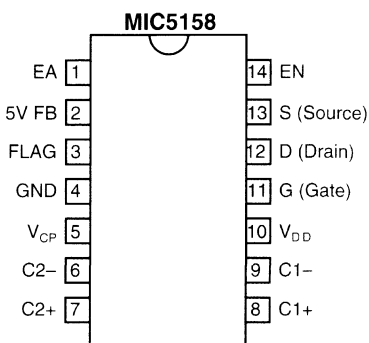 MIC5158
EA 1 14 EN
5V FB 2 13 S (Source)
FLAG 3 12 D (Drain)
GND 4 11 G (Gate)
VCP 5 10 VDD
C2– 6 9 C1–
C2+ 7 8 C1+